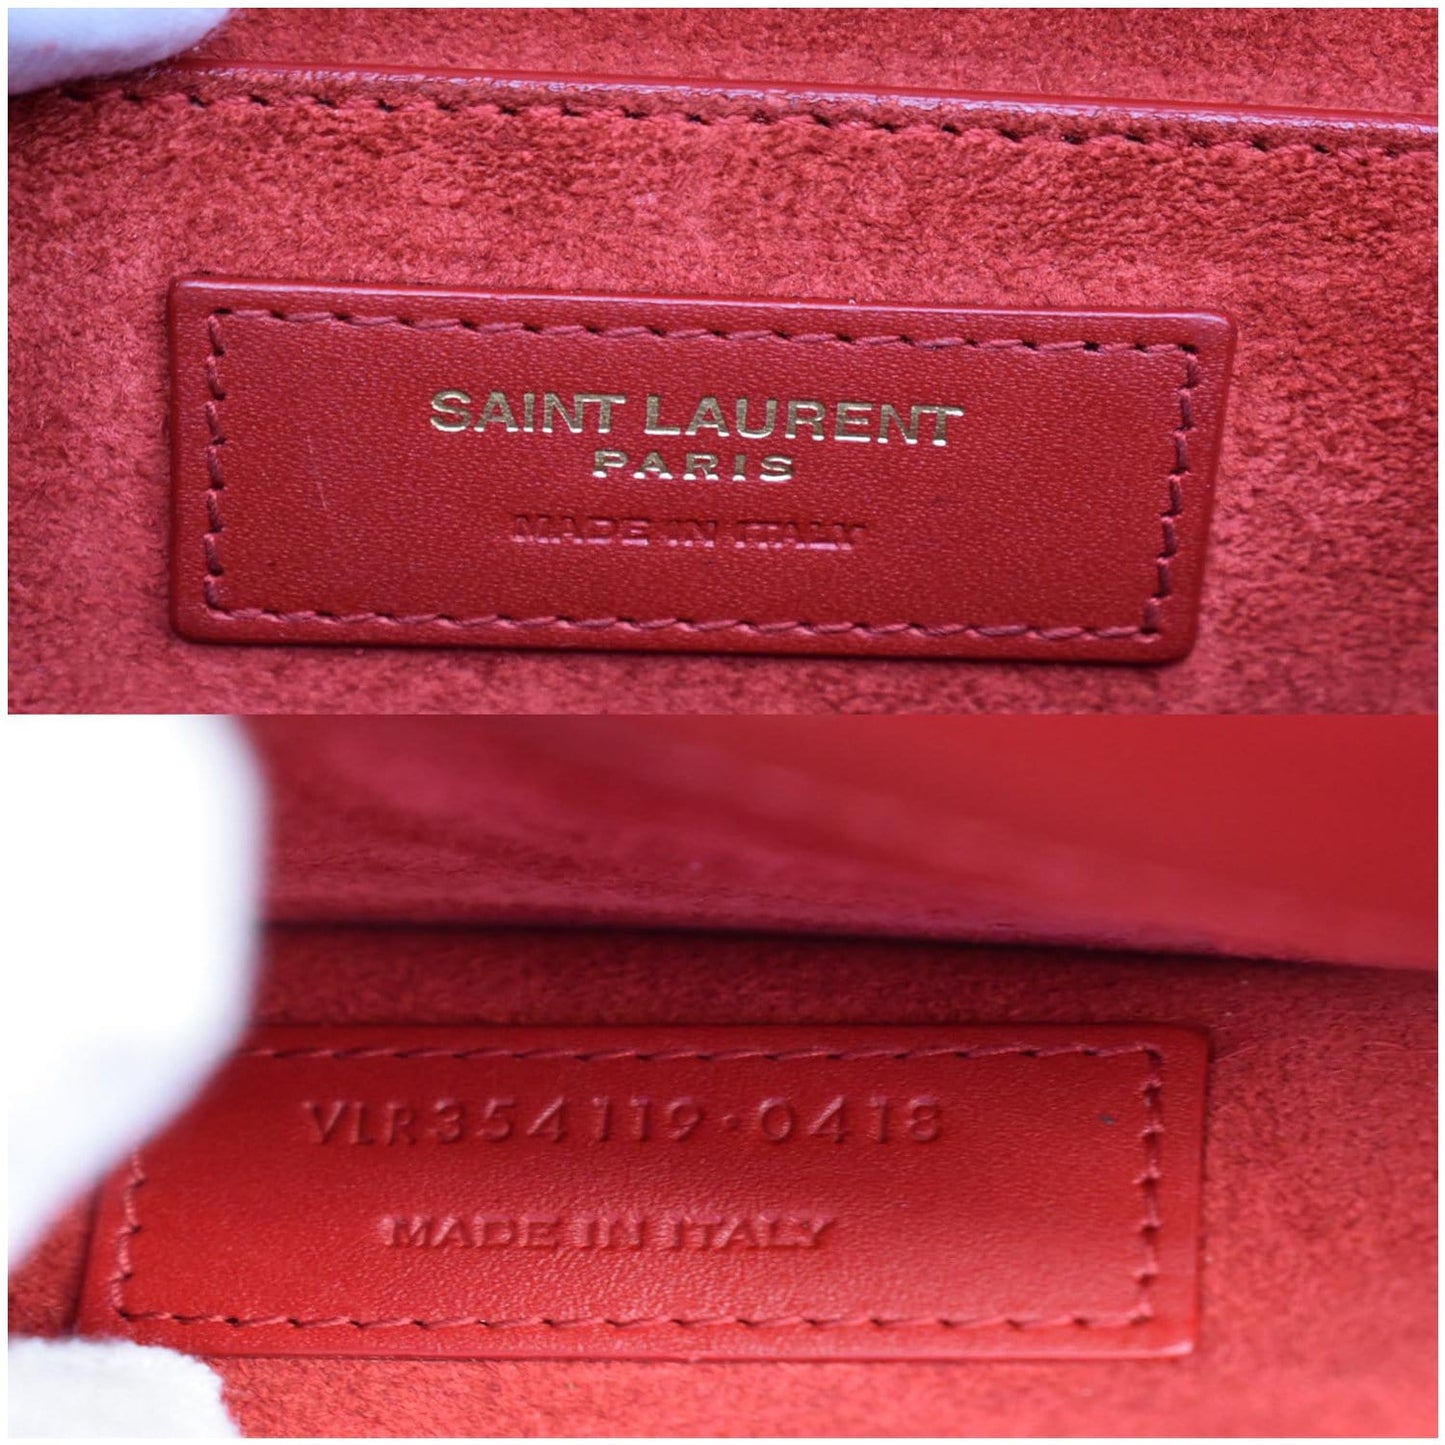 SAINT LAURENT
PARIS
MADE IN ITALY
VLR354119·0418
MADE IN ITALY